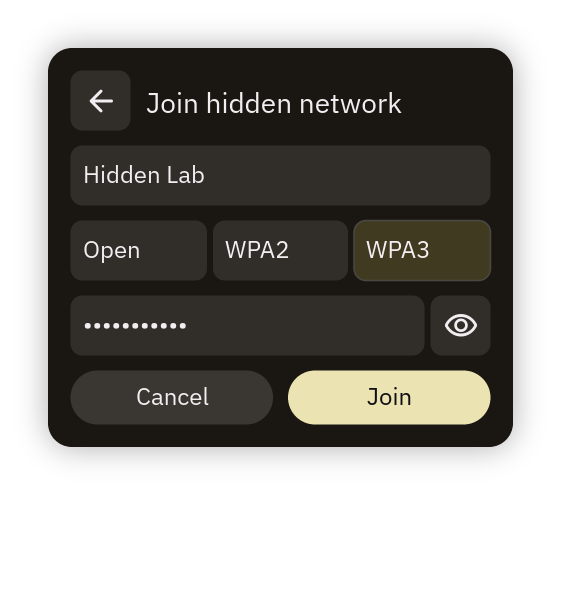 Join hidden network
Hidden Lab
Open WPA2 WPA3
•••••••••••
Cancel Join